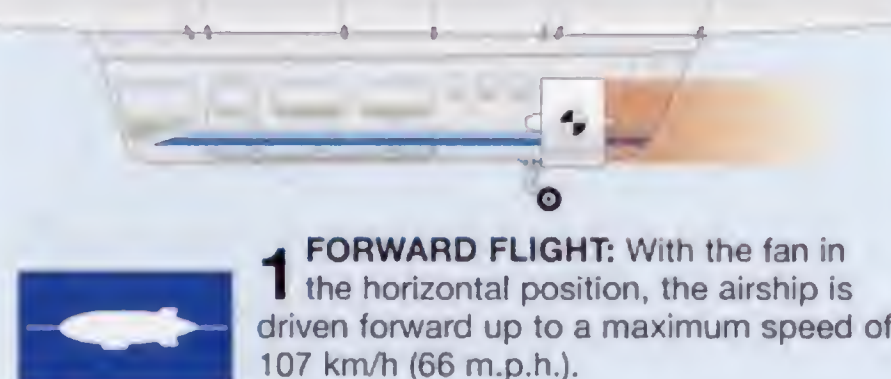 1 FORWARD FLIGHT: With the fan in
the horizontal position, the airship is
driven forward up to a maximum speed of
107 km/h (66 m.p.h.).